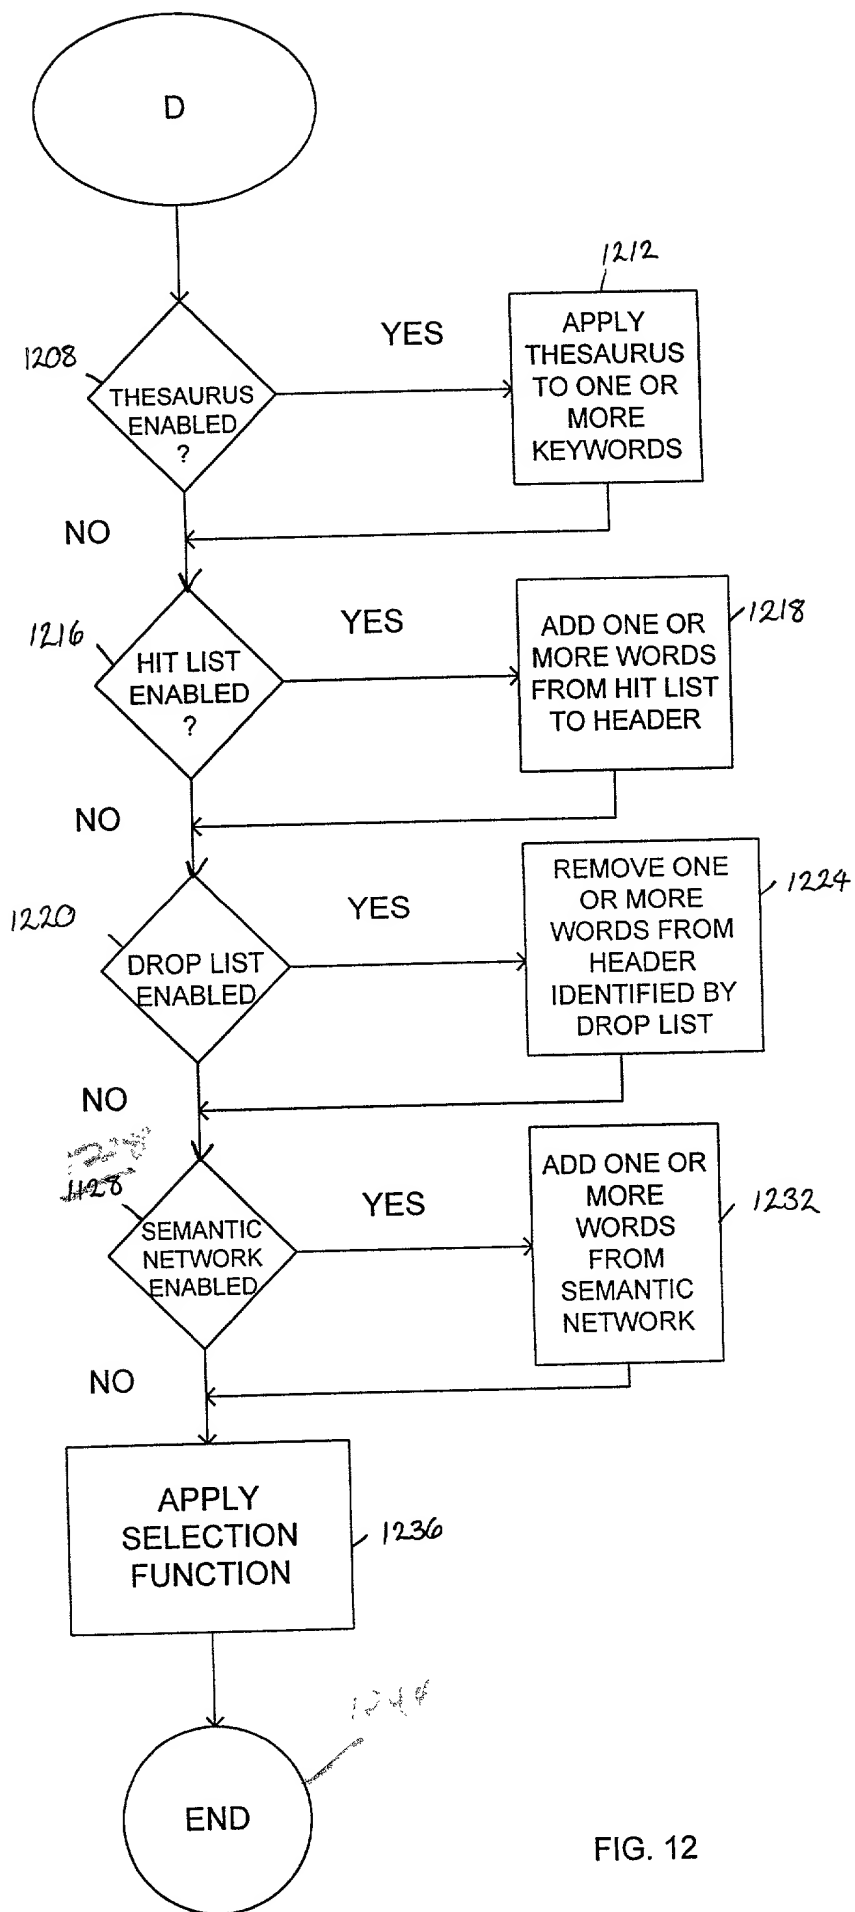 D
1212
YES
APPLY
THESAURUS
TO ONE OR
MORE
KEYWORDS
1208
THESAURUS
ENABLED
?
NO
1216
YES
HIT LIST
ENABLED
?
1218
ADD ONE OR
MORE WORDS
FROM HIT LIST
TO HEADER
NO
1220
YES
DROP LIST
ENABLED
1224
REMOVE ONE
OR MORE
WORDS FROM
HEADER
IDENTIFIED BY
DROP LIST
NO
1128
YES
SEMANTIC
NETWORK
ENABLED
1232
ADD ONE OR
MORE
WORDS
FROM
SEMANTIC
NETWORK
NO
APPLY
SELECTION
FUNCTION
1236
1244
END
FIG. 12